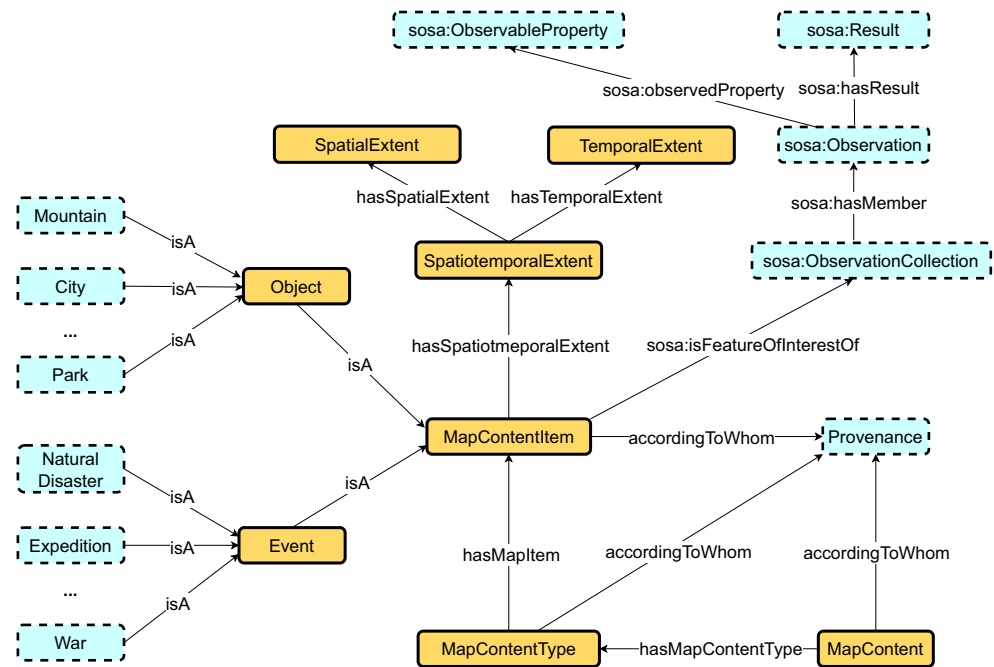 sosa:ObservableProperty
sosa:Result
sosa:observedProperty
sosa:hasResult
SpatialExtent
TemporalExtent
sosa:Observation
hasSpatialExtent
hasTemporalExtent
sosa:hasMember
Mountain
isA
SpatiotemporalExtent
sosa:ObservationCollection
City
isA
Object
...
isA
hasSpatiotmeporalExtent
sosa:isFeatureOfInterestOf
Park
isA
MapContentItem
accordingToWhom
Provenance
Natural
Disaster
isA
isA
Expedition
isA
Event
hasMapItem
accordingToWhom
accordingToWhom
...
isA
War
MapContentType
hasMapContentType
MapContent